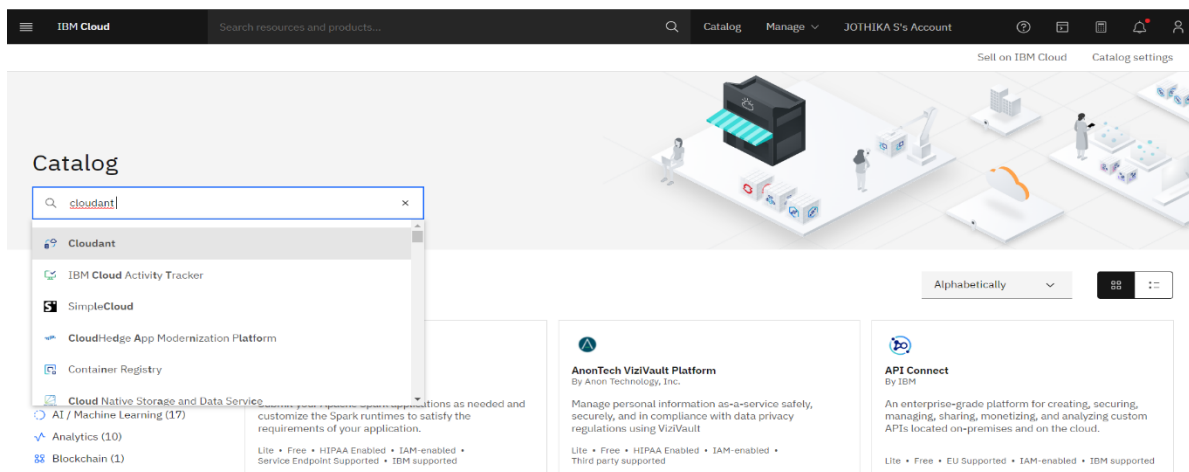 IBM Cloud
Search resources and products...
Catalog
Manage
JOTHIKA S's Account
Sell on IBM Cloud
Catalog settings
Catalog
cloudant
Cloudant
IBM Cloud Activity Tracker
SimpleCloud
CloudHedge App Modernization Platform
Container Registry
Cloud Native Storage and Data Service
AI / Machine Learning (17)
Analytics (10)
Blockchain (1)
Alphabetically
applications as needed and
customize the Spark runtimes to satisfy the
requirements of your application.
Lite • Free • HIPAA Enabled • IAM-enabled •
Service Endpoint Supported • IBM supported
AnonTech ViziVault Platform
By Anon Technology, Inc.
Manage personal information as-a-service safely,
securely, and in compliance with data privacy
regulations using ViziVault
Lite • Free • HIPAA Enabled • IAM-enabled •
Third party supported
API Connect
By IBM
An enterprise-grade platform for creating, securing,
managing, sharing, monetizing, and analyzing custom
APIs located on-premises and on the cloud.
Lite • Free • EU Supported • IAM-enabled • IBM supported